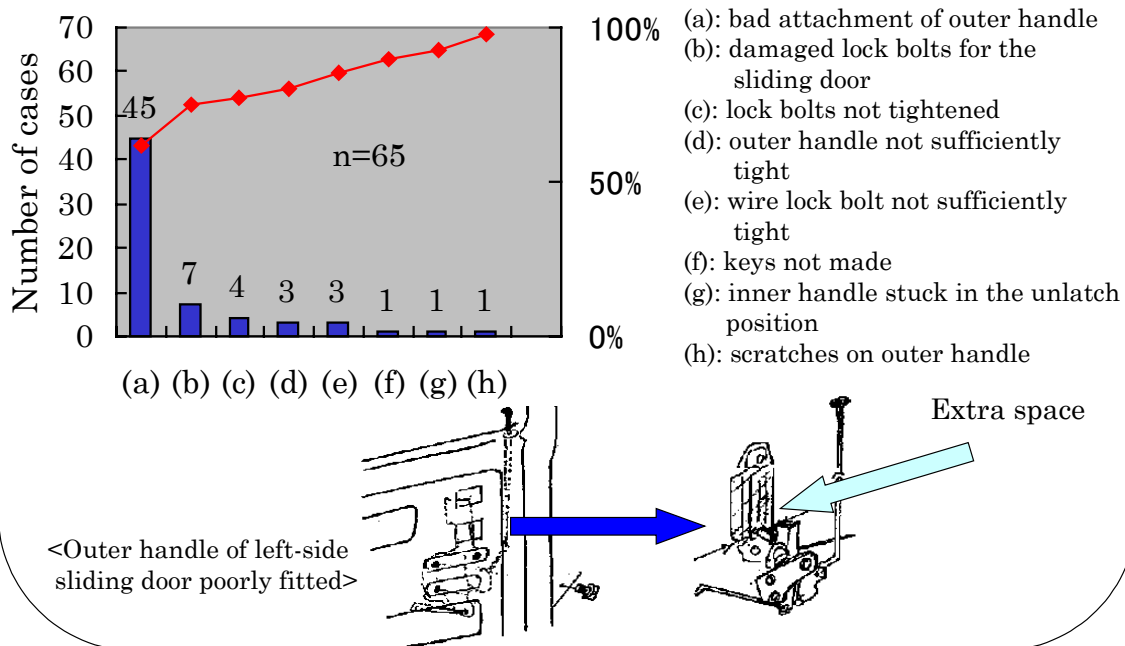 70
60
50
40
30
20
10
0
Number of cases
45
7
4
3
3
1
1
1
n=65
100%
50%
0%
(a) (b) (c) (d) (e) (f) (g) (h)
(a): bad attachment of outer handle
(b): damaged lock bolts for the
sliding door
(c): lock bolts not tightened
(d): outer handle not sufficiently
tight
(e): wire lock bolt not sufficiently
tight
(f): keys not made
(g): inner handle stuck in the unlatch
position
(h): scratches on outer handle
Extra space
<Outer handle of left-side
sliding door poorly fitted>